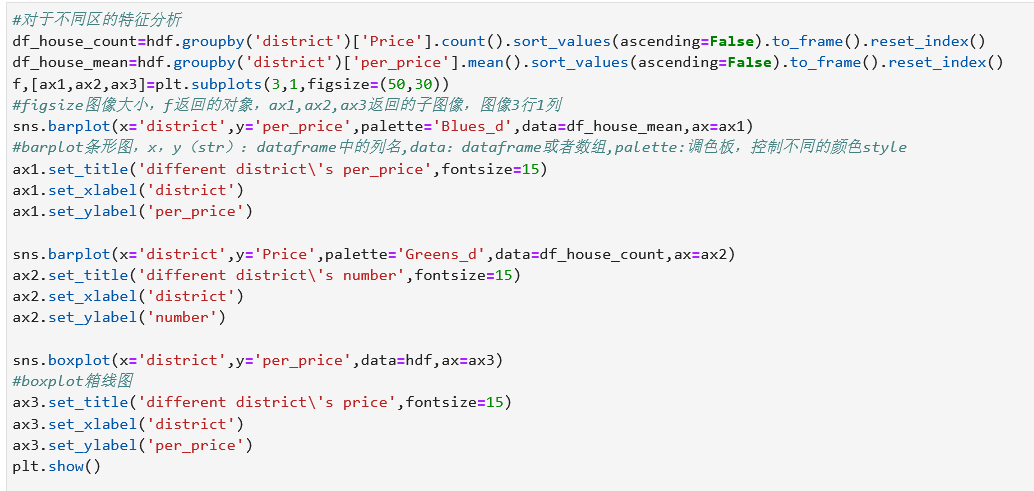 #对于不同区的特征分析
df_house_count=hdf.groupby('district')['Price'].count().sort_values(ascending=False).to_frame().reset_index()
df_house_mean=hdf.groupby('district')['per_price'].mean().sort_values(ascending=False).to_frame().reset_index()
f,[ax1,ax2,ax3]=plt.subplots(3,1,figsize=(50,30))
#figsize图像大小，f返回的对象，ax1,ax2,ax3返回的子图像，图像3行1列
sns.barplot(x='district',y='per_price',palette='Blues_d',data=df_house_mean,ax=ax1)
#barplot条形图，x，y（str）：dataframe中的列名,data：dataframe或者数组,palette:调色板，控制不同的颜色style
ax1.set_title('different district\'s per_price',fontsize=15)
ax1.set_xlabel('district')
ax1.set_ylabel('per_price')

sns.barplot(x='district',y='Price',palette='Greens_d',data=df_house_count,ax=ax2)
ax2.set_title('different district\'s number',fontsize=15)
ax2.set_xlabel('district')
ax2.set_ylabel('number')

sns.boxplot(x='district',y='per_price',data=hdf,ax=ax3)
#boxplot箱线图
ax3.set_title('different district\'s price',fontsize=15)
ax3.set_xlabel('district')
ax3.set_ylabel('per_price')
plt.show()